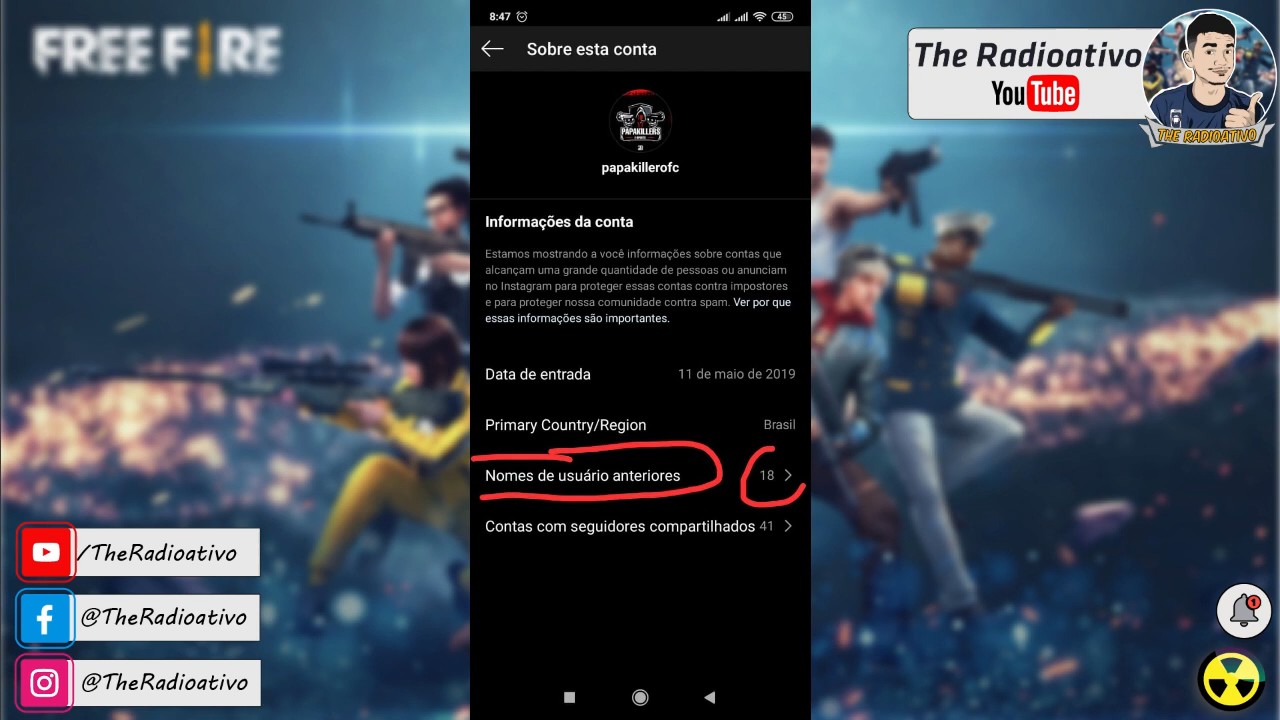 FREE FIRE
8:47
45
Sobre esta conta
PAPAKILLERS
papakillerofc
Informações da conta
Estamos mostrando a você informações sobre contas que
alcançam uma grande quantidade de pessoas ou anunciam
no Instagram para proteger essas contas contra impostores
e para proteger nossa comunidade contra spam. Ver por que
essas informações são importantes.
Data de entrada 11 de maio de 2019
Primary Country/Region Brasil
Nomes de usuário anteriores 18
Contas com seguidores compartilhados 41
The Radioativo
YouTube
THE RADIOATIVO
/TheRadioativo
@TheRadioativo
@TheRadioativo
1